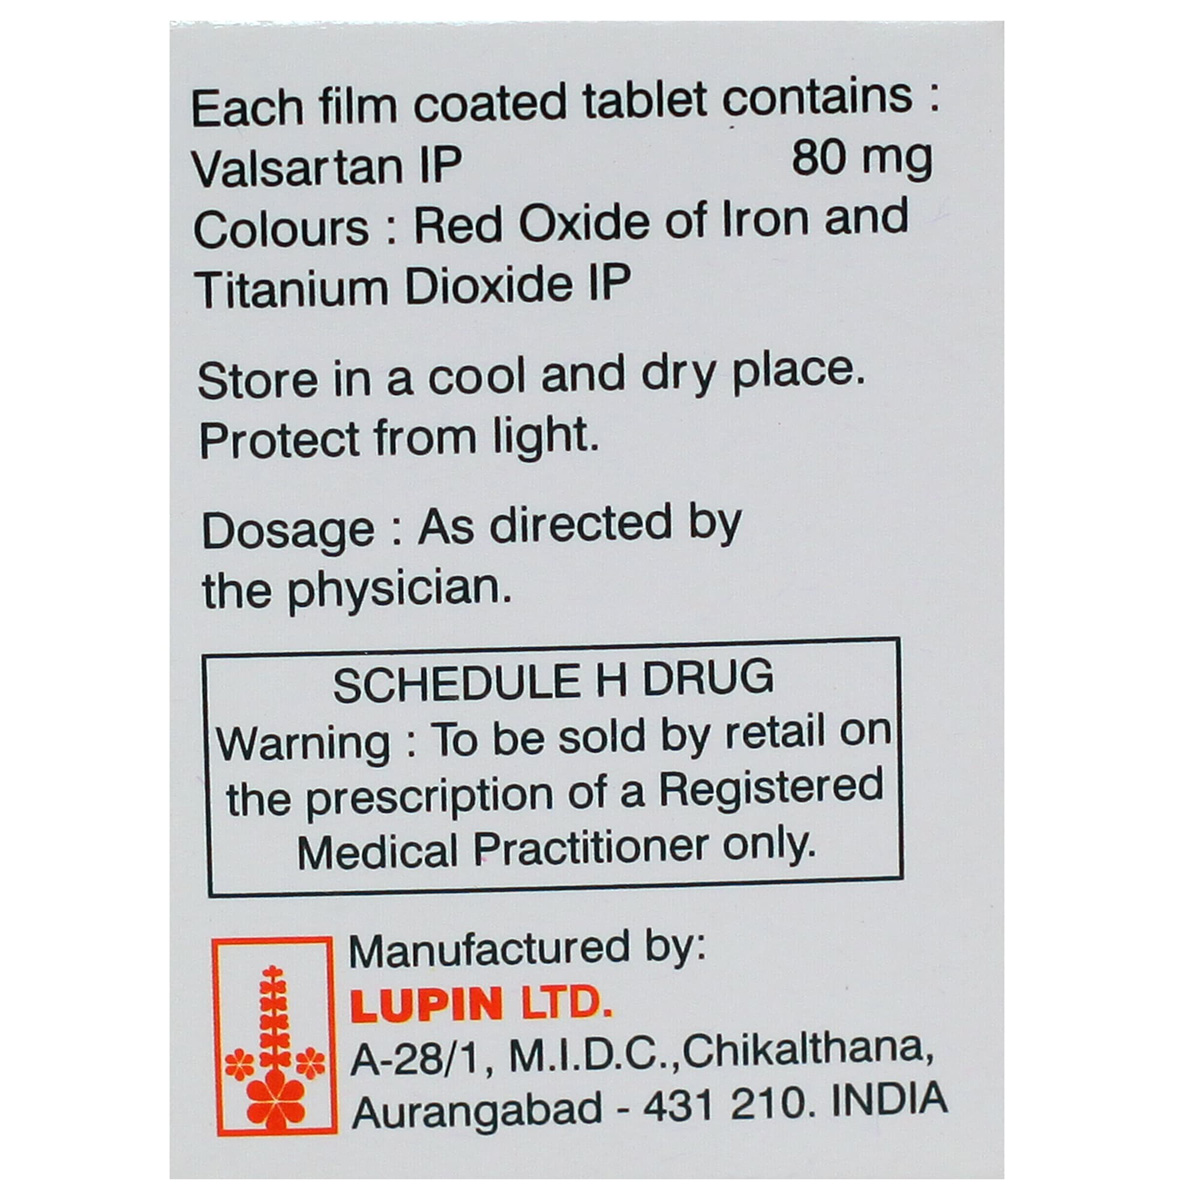 Each film coated tablet contains :
Valsartan IP 80 mg
Colours : Red Oxide of Iron and
Titanium Dioxide IP
Store in a cool and dry place.
Protect from light.
Dosage : As directed by
the physician.
SCHEDULE H DRUG
Warning : To be sold by retail on
the prescription of a Registered
Medical Practitioner only.
Manufactured by:
LUPIN LTD.
A-28/1, M.I.D.C.,Chikalthana,
Aurangabad - 431 210. INDIA